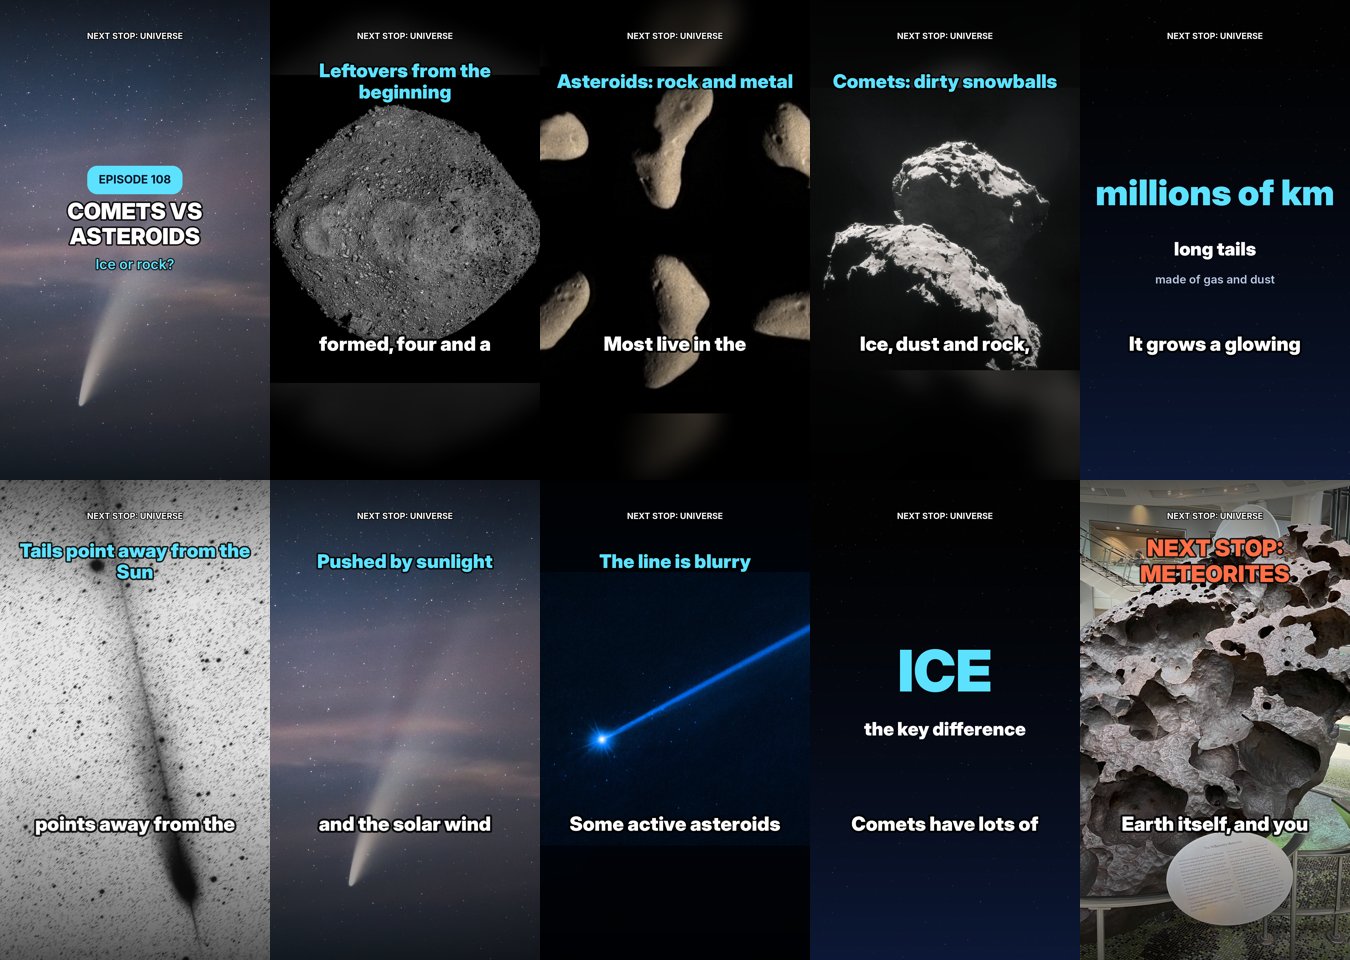 NEXT STOP: UNIVERSE
EPISODE 108
COMETS VS
ASTEROIDS
Ice or rock?
NEXT STOP: UNIVERSE
Leftovers from the
beginning
formed, four and a
NEXT STOP: UNIVERSE
Asteroids: rock and metal
Most live in the
NEXT STOP: UNIVERSE
Comets: dirty snowballs
Ice, dust and rock,
NEXT STOP: UNIVERSE
millions of km
long tails
made of gas and dust
It grows a glowing
NEXT STOP: UNIVERSE
Tails point away from the
Sun
points away from the
NEXT STOP: UNIVERSE
Pushed by sunlight
and the solar wind
NEXT STOP: UNIVERSE
The line is blurry
Some active asteroids
NEXT STOP: UNIVERSE
ICE
the key difference
Comets have lots of
NEXT STOP: UNIVERSE
NEXT STOP:
METEORITES
Earth itself, and you